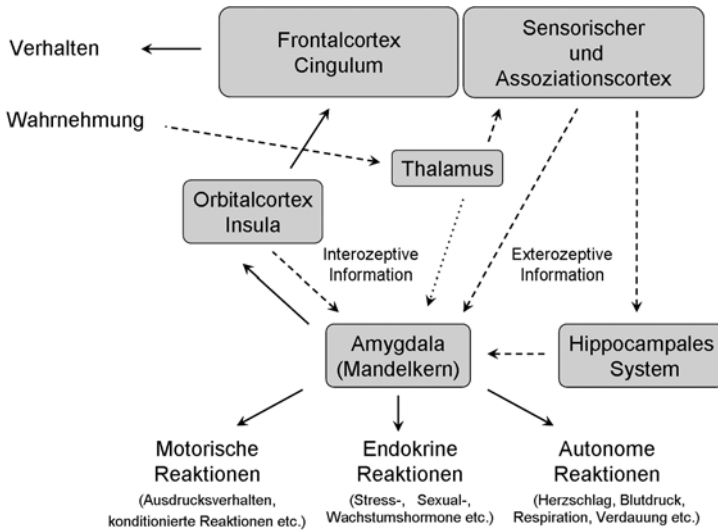 Verhalten
Frontalcortex
Cingulum
Sensorischer
und
Assoziationscortex
Wahrnehmung
Thalamus
Orbitalcortex
Insula
Interozeptive
Information
Exterozeptive
Information
Amygdala
(Mandelkern)
Hippocampales
System
Motorische
Reaktionen
(Ausdrucksverhalten,
konditionierte Reaktionen etc.)
Endokrine
Reaktionen
(Stress-, Sexual-,
Wachstumshormone etc.)
Autonome
Reaktionen
(Herzschlag, Blutdruck,
Respiration, Verdauung etc.)